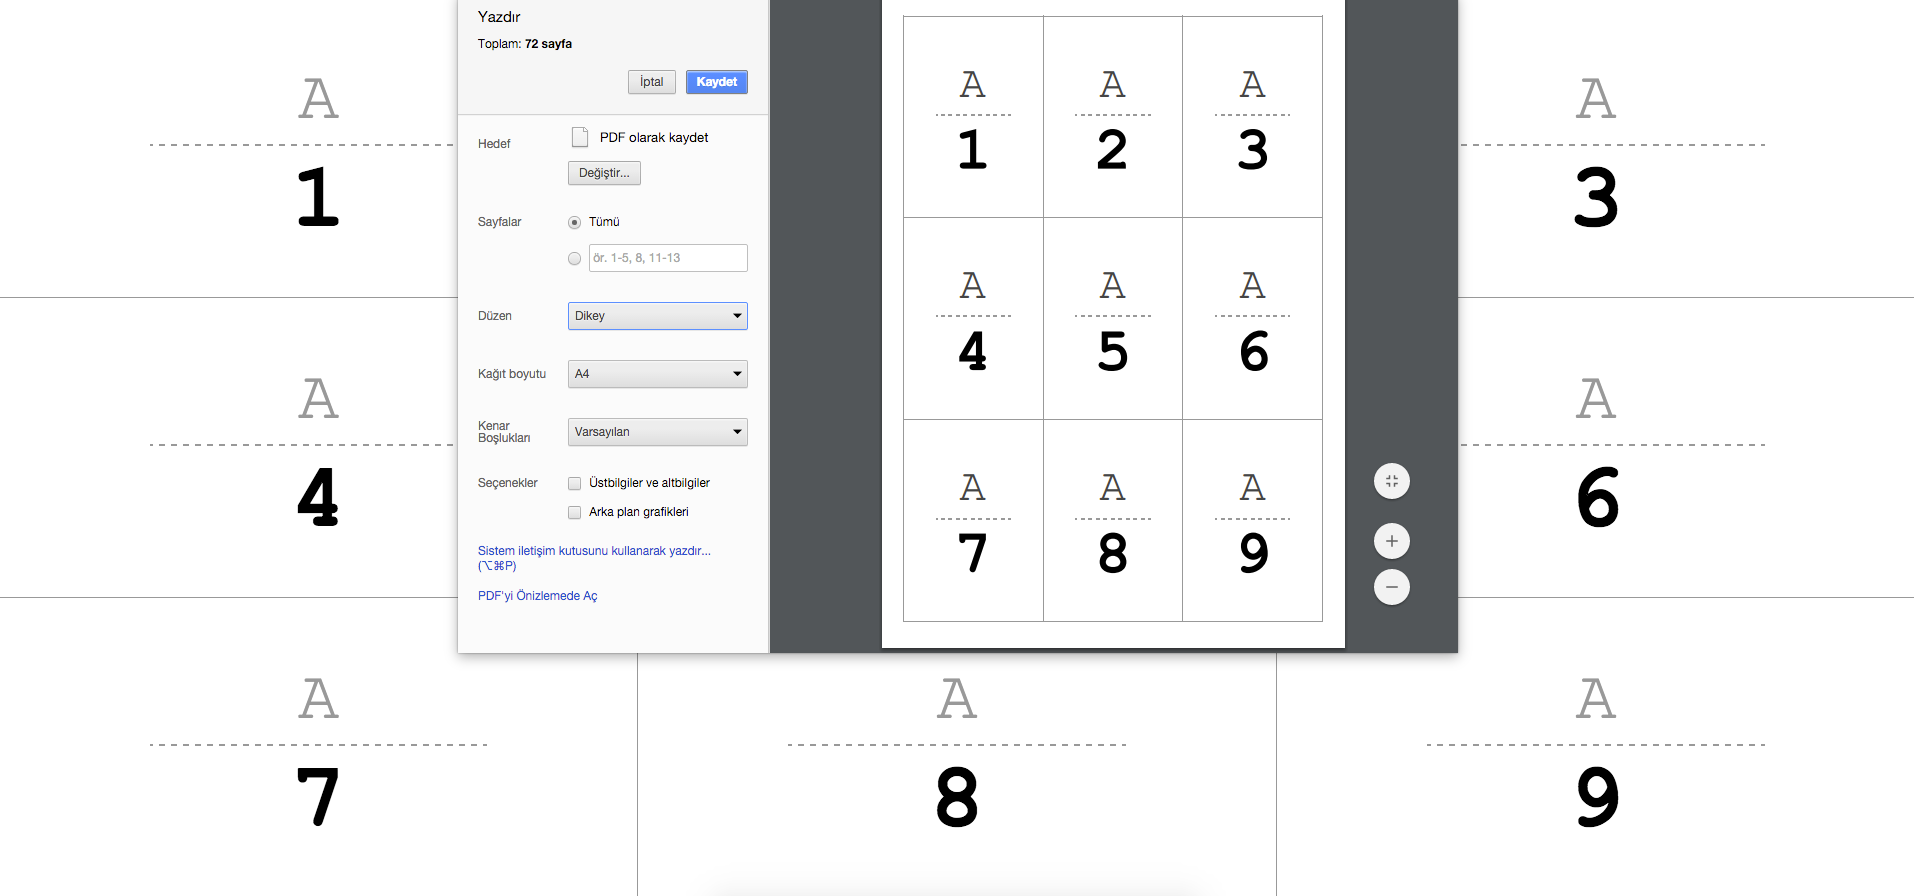 Yazdır
Toplam: 72 sayfa
İptal
Kaydet
Hedef
PDF olarak kaydet
Değiştir...
Sayfalar
Tümü
ör. 1-5, 8, 11-13
Düzen
Dikey
Kağıt boyutu
A4
Kenar
Boşlukları
Varsayılan
Seçenekler
Üstbilgiler ve altbilgiler
Arka plan grafikleri
Sistem iletişim kutusunu kullanarak yazdır...
(⌥⌘P)
PDF'yi Önizlemede Aç
A A A
1 2 3
A A A
4 5 6
A A A
7 8 9
A A
1 3
A A
4 6
A A A
7 8 9